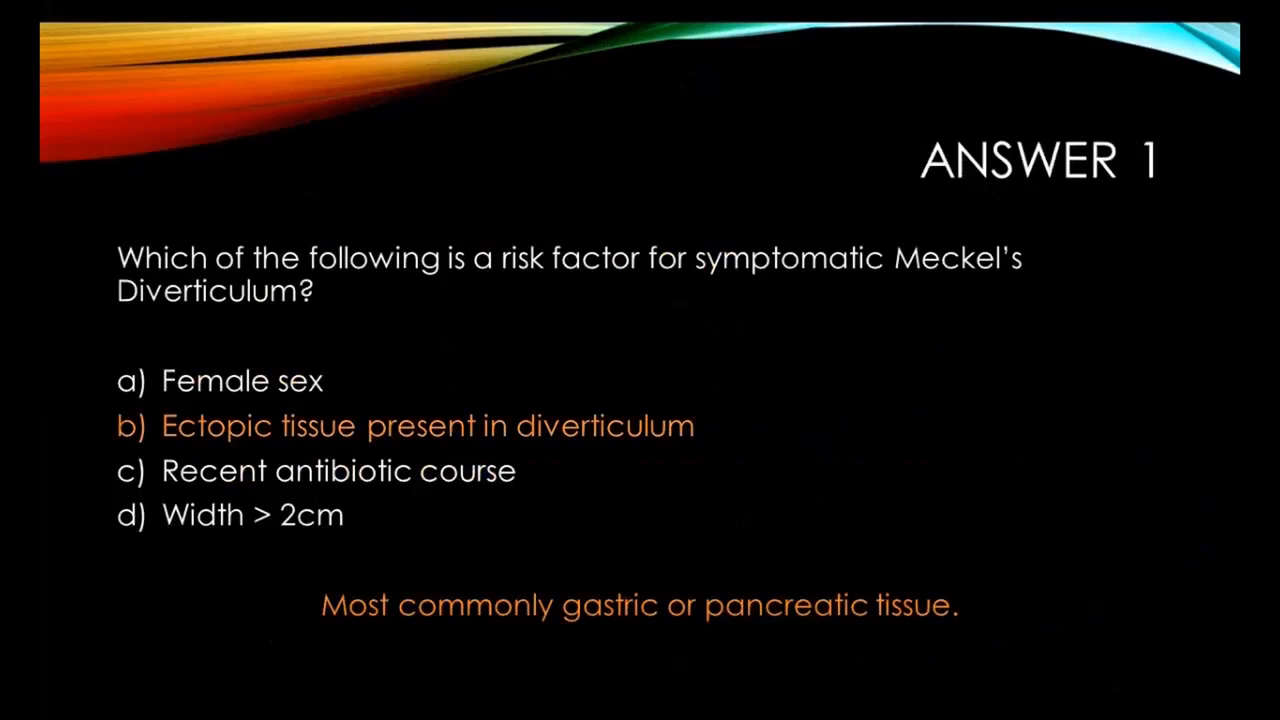 ANSWER 1
Which of the following is a risk factor for symptomatic Meckel's
Diverticulum?
a) Female sex
b) Ectopic tissue present in diverticulum
c) Recent antibiotic course
d) Width > 2cm
Most commonly gastric or pancreatic tissue.